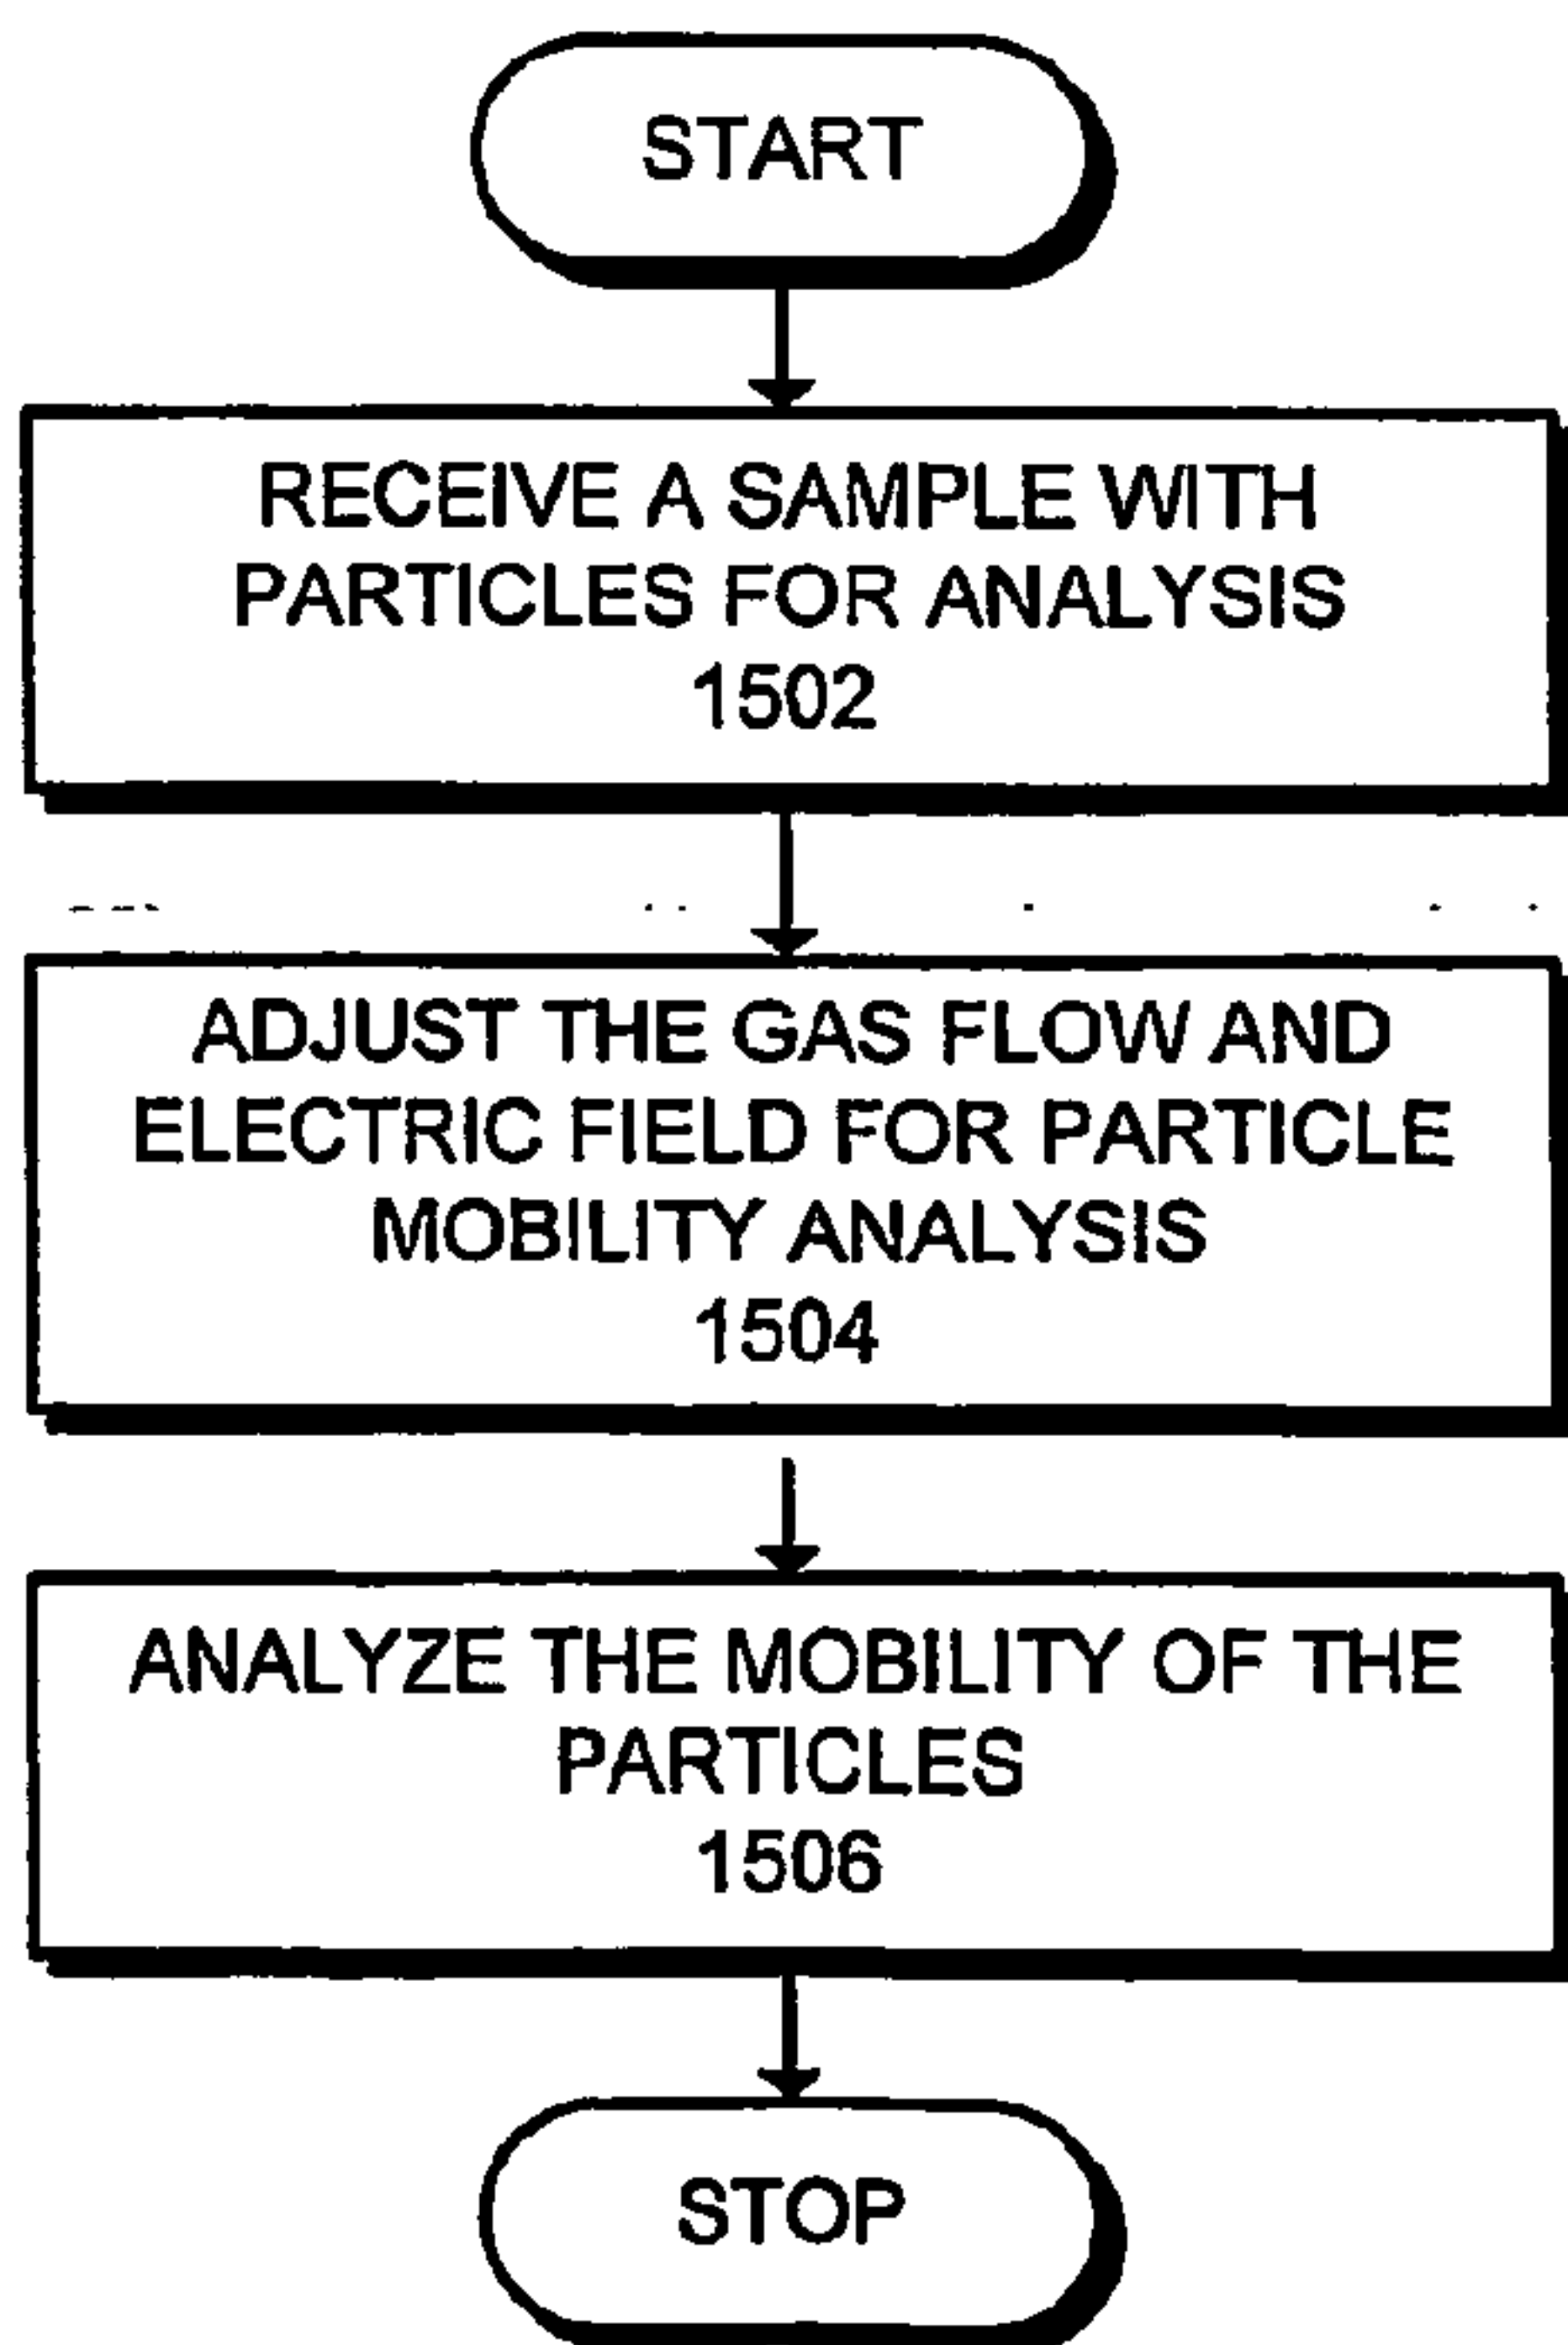 START
RECEIVE A SAMPLE WITH
PARTICLES FOR ANALYSIS
1502
ADJUST THE GAS FLOW AND
ELECTRIC FIELD FOR PARTICLE
MOBILITY ANALYSIS
1504
ANALYZE THE MOBILITY OF THE
PARTICLES
1506
STOP